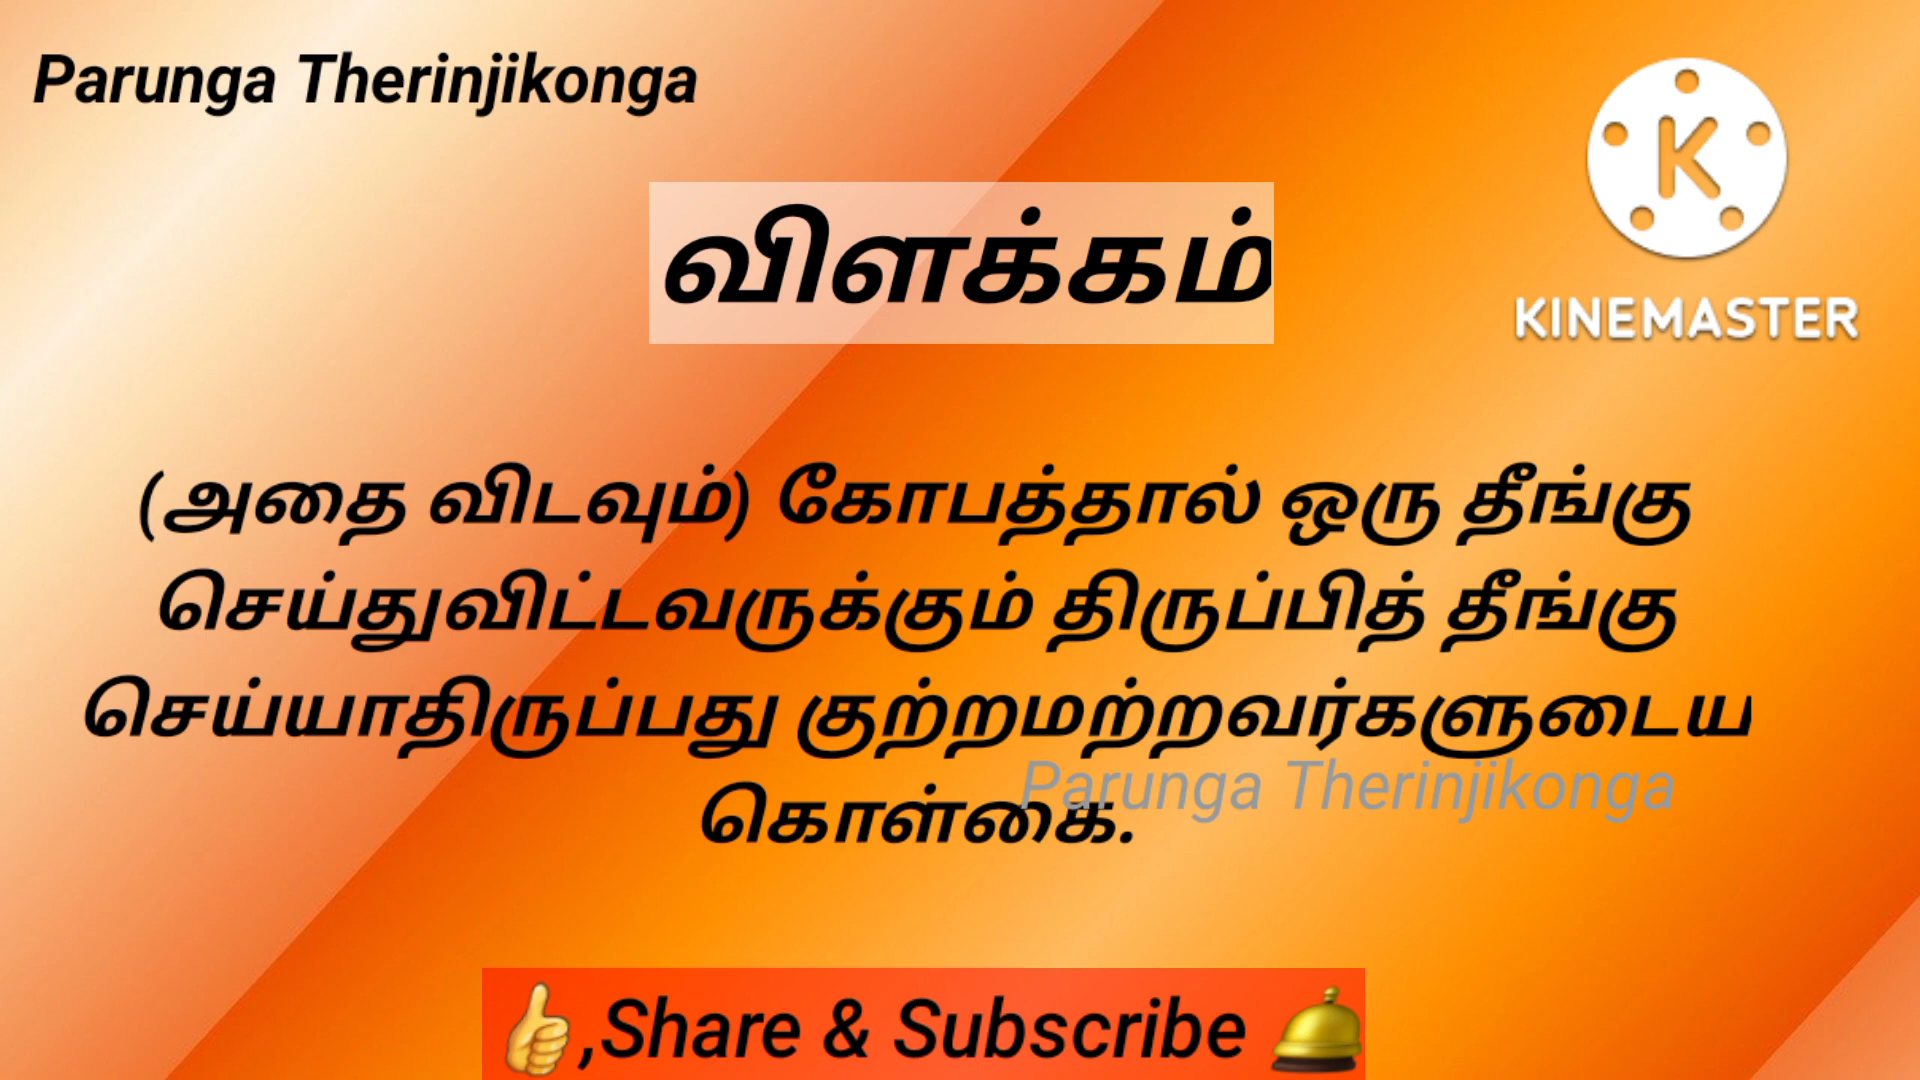 Parunga Therinjikonga
விளக்கம்
KINEMASTER
(அதை விடவும்) கோபத்தால் ஒரு தீங்கு
செய்துவிட்டவருக்கும் திருப்பித் தீங்கு
செய்யாதிருப்பது குற்றமற்றவர்களுடைய
கொள்கை.
Parunga Therinjikonga
👍,Share & Subscribe 🛎️